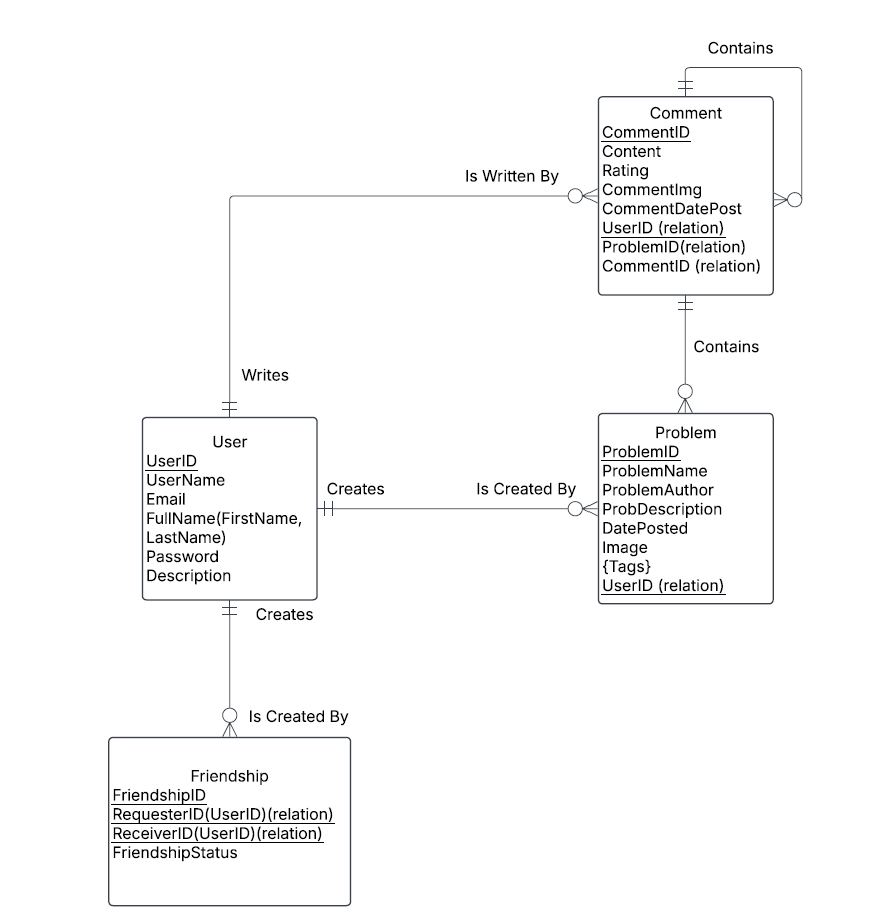 Contains
Comment
CommentID
Content
Rating
CommentImg
CommentDatePost
UserID (relation)
ProblemID(relation)
CommentID (relation)
Is Written By
Contains
Writes
User
UserID
UserName
Email
FullName(FirstName,
LastName)
Password
Description
Creates
Is Created By
Problem
ProblemID
ProblemName
ProblemAuthor
ProbDescription
DatePosted
Image
{Tags}
UserID (relation)
Creates
Is Created By
Friendship
FriendshipID
RequesterID(UserID)(relation)
ReceiverID(UserID)(relation)
FriendshipStatus